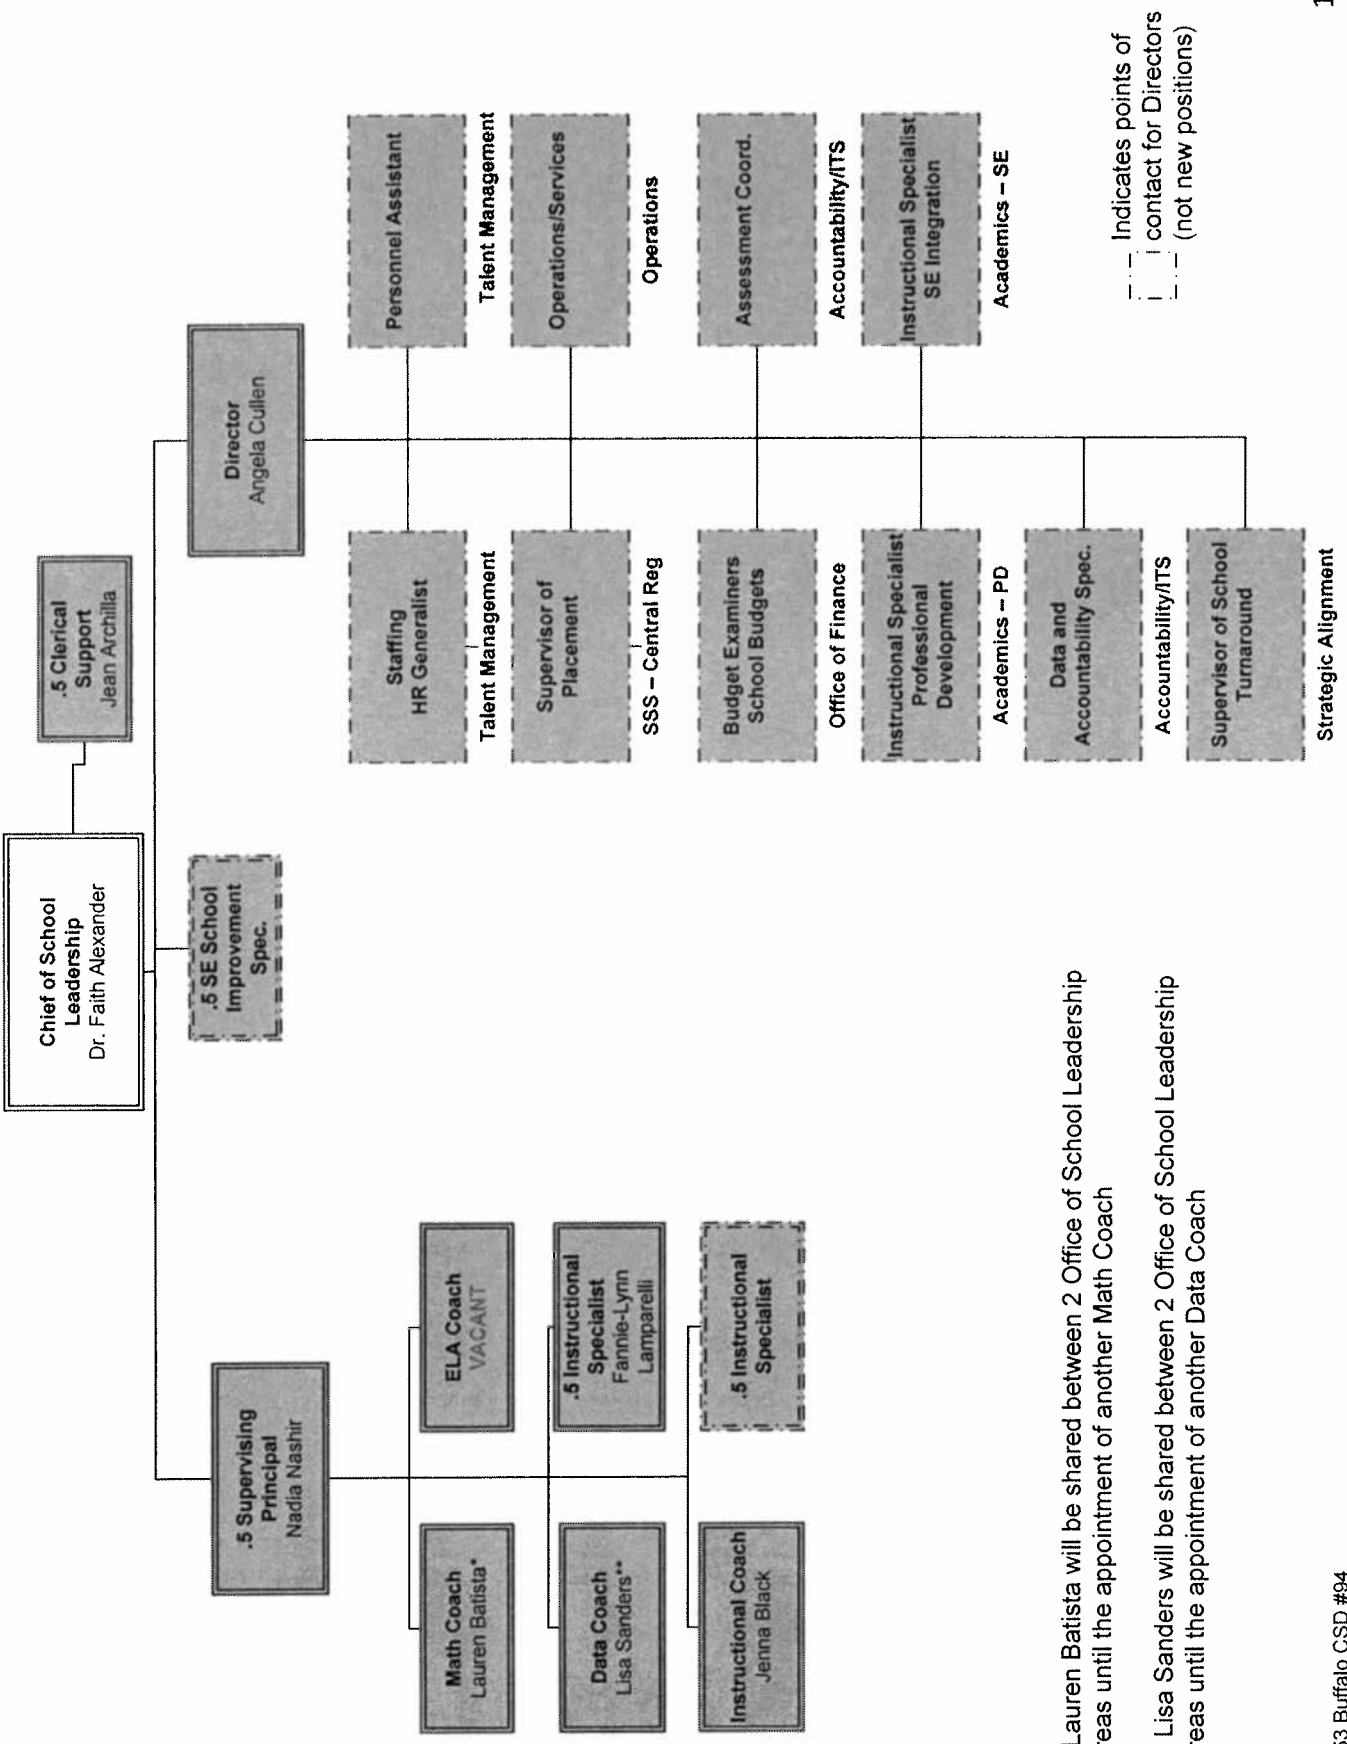 Chief of School
Leadership
Dr. Faith Alexander
.5 Clerical
Support
Jean Archilla
.5 SE School
Improvement
Spec.
.5 Supervising
Principal
Nadia Nashir
Director
Angela Cullen
Math Coach
Lauren Batista*
ELA Coach
VACANT
Data Coach
Lisa Sanders**
.5 Instructional
Specialist
Fannie-Lynn
Lamparelli
Instructional Coach
Jenna Black
.5 Instructional
Specialist
Staffing
HR Generalist
Talent Management
Personnel Assistant
Talent Management
Supervisor of
Placement
SSS – Central Reg
Operations/Services
Operations
Budget Examiners
School Budgets
Office of Finance
Assessment Coord.
Accountability/ITS
Instructional Specialist
Professional
Development
Academics – PD
Instructional Specialist
SE Integration
Academics – SE
Data and
Accountability Spec.
Accountability/ITS
Supervisor of School
Turnaround
Strategic Alignment
Lauren Batista will be shared between 2 Office of School Leadership
reas until the appointment of another Math Coach
Lisa Sanders will be shared between 2 Office of School Leadership
reas until the appointment of another Data Coach
Indicates points of
contact for Directors
(not new positions)
53 Buffalo CSD #94
1